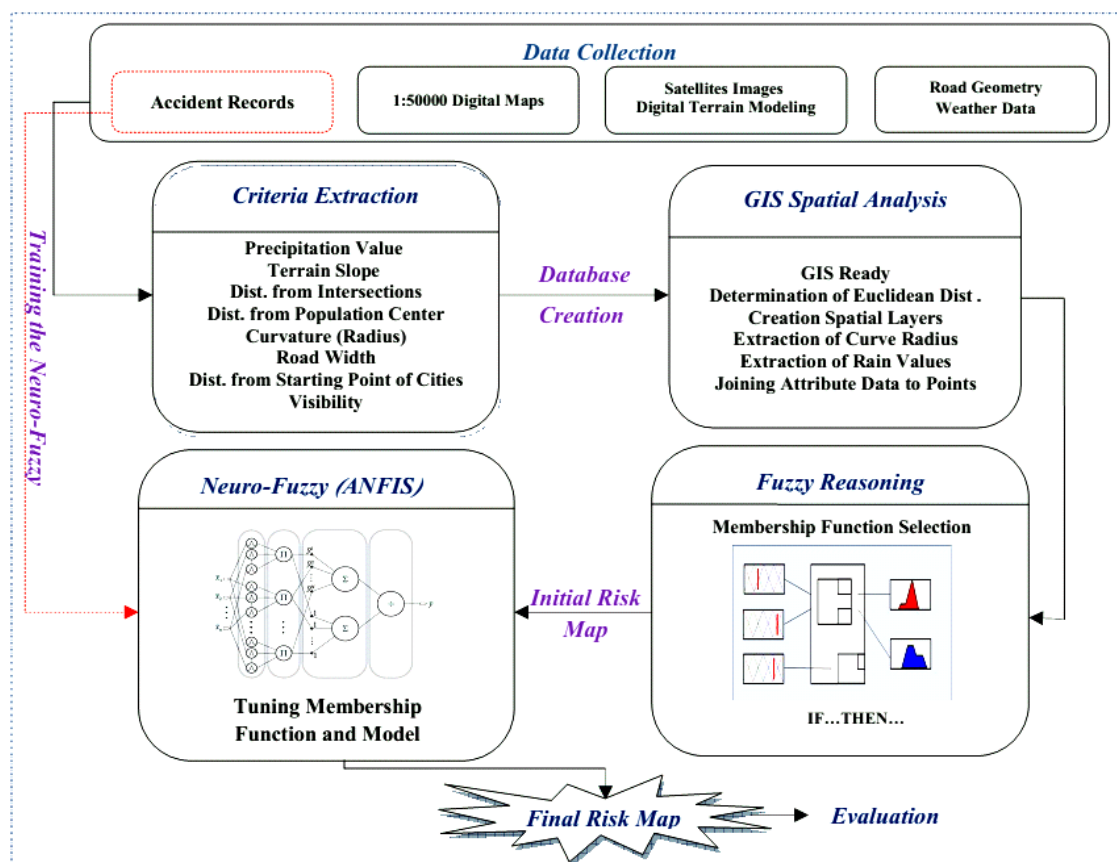 Data Collection
Accident Records
1:50000 Digital Maps
Satellites Images
Digital Terrain Modeling
Road Geometry
Weather Data
Training the Neuro-Fuzzy
Criteria Extraction
Precipitation Value
Terrain Slope
Dist. from Intersections
Dist. from Population Center
Curvature (Radius)
Road Width
Dist. from Starting Point of Cities
Visibility
Database
Creation
GIS Spatial Analysis
GIS Ready
Determination of Euclidean Dist .
Creation Spatial Layers
Extraction of Curve Radius
Extraction of Rain Values
Joining Attribute Data to Points
Fuzzy Reasoning
Membership Function Selection
IF…THEN…
Initial Risk
Map
Neuro-Fuzzy (ANFIS)
Tuning Membership
Function and Model
Final Risk Map
Evaluation